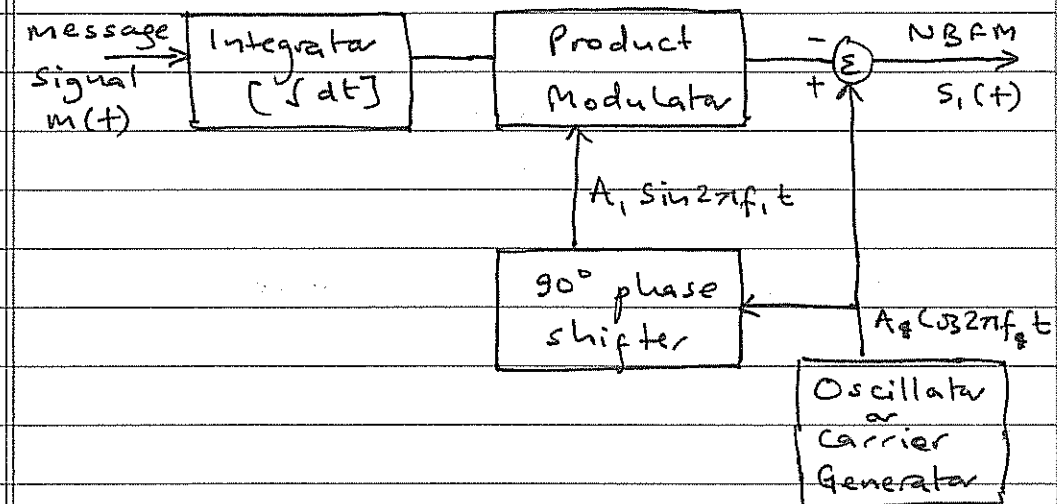 message
signal
m(t)
Integrator
[∫ dt]
Product
Modulator
-
+
Σ
NBFM
S₁(t)
A₁ Sin2πf₁t
90° phase
shifter
A₁ Cos2πf₁t
Oscillator
or
Carrier
Generator